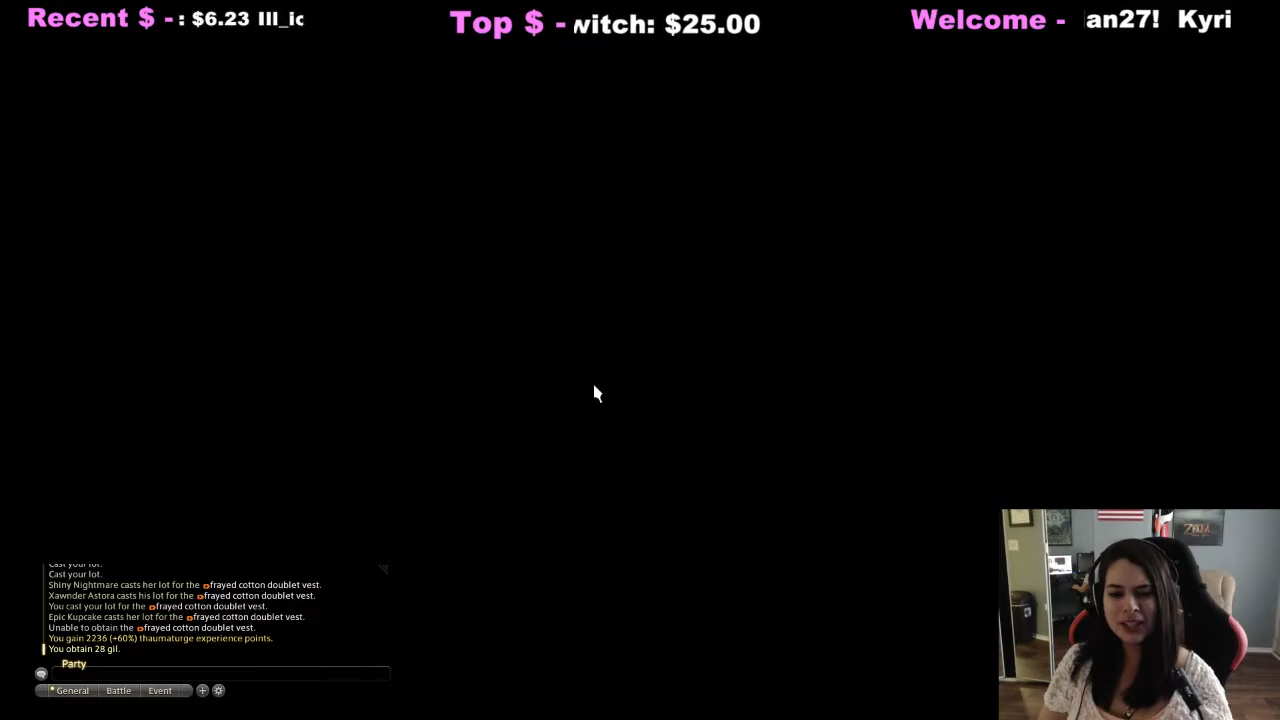 Recent $ - : $6.23 Ill_ic
Top $ - witch: $25.00
Welcome - an27! Kyri
Cast your lot.
Cast your lot.
Shiny Nightmare casts her lot for the frayed cotton doublet vest.
Xawnder Astora casts his lot for the frayed cotton doublet vest.
You cast your lot for the frayed cotton doublet vest.
Epic Kupcake casts her lot for the frayed cotton doublet vest.
Unable to obtain the frayed cotton doublet vest.
You gain 2236 (+60%) thaumaturge experience points.
You obtain 28 gil.
Party
General Battle Event